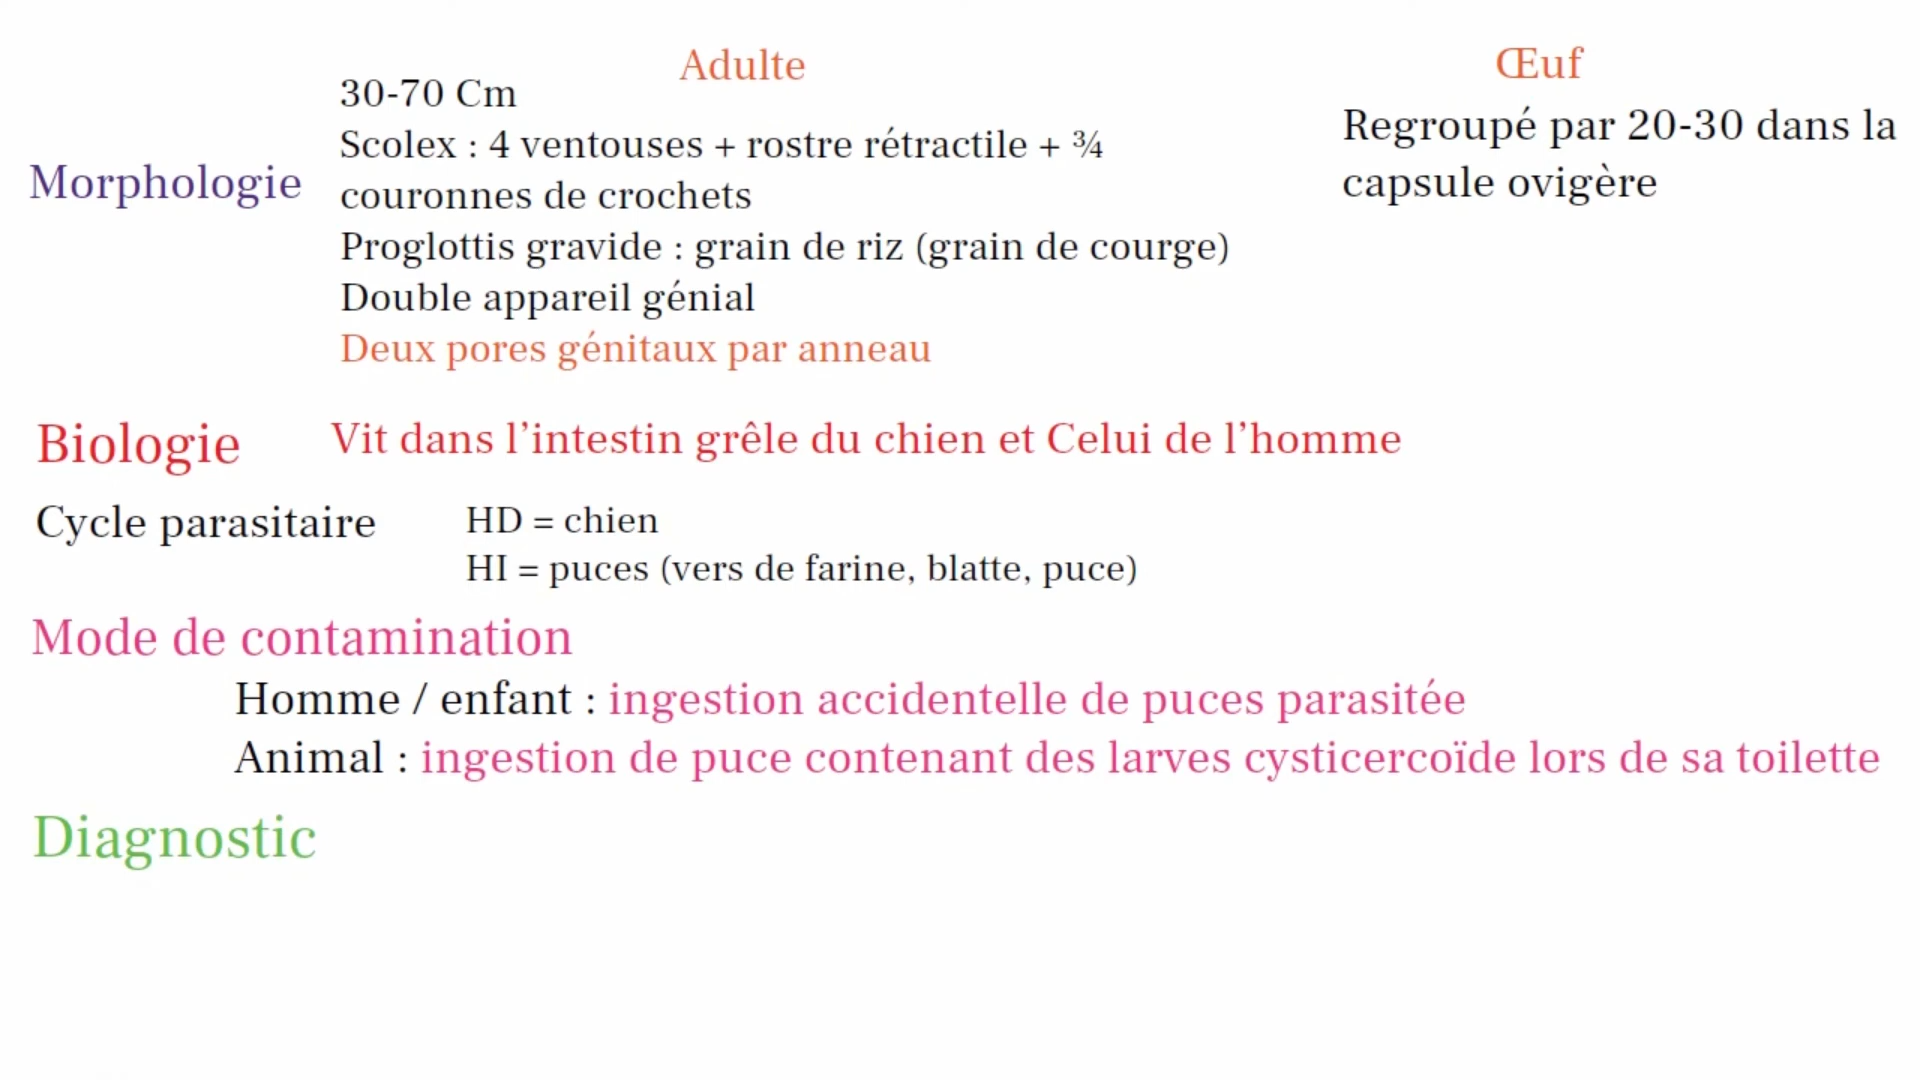 Adulte
Œuf
30-70 Cm
Regroupé par 20-30 dans la
Scolex : 4 ventouses + rostre rétractile + ¾
Morphologie
capsule ovigère
couronnes de crochets
Proglottis gravide : grain de riz (grain de courge)
Double appareil génial
Deux pores génitaux par anneau
Biologie
Vit dans l’intestin grêle du chien et Celui de l’homme
Cycle parasitaire
HD = chien
HI = puces (vers de farine, blatte, puce)
Mode de contamination
Homme / enfant : ingestion accidentelle de puces parasitée
Animal : ingestion de puce contenant des larves cysticercoïde lors de sa toilette
Diagnostic